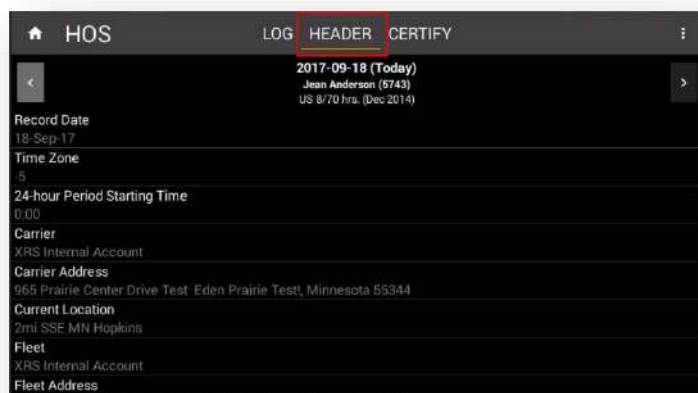 HOS LOG HEADER CERTIFY
2017-09-18 (Today)
Jean Anderson (5743)
US 8/70 hrs. (Dec 2014)
Record Date
18-Sep-17
Time Zone
-5
24-hour Period Starting Time
0:00
Carrier
XRS Internal Account
Carrier Address
965 Prairie Center Drive Test Eden Prairie Test!, Minnesota 55344
Current Location
2mi SSE MN Hopkins
Fleet
XRS Internal Account
Fleet Address